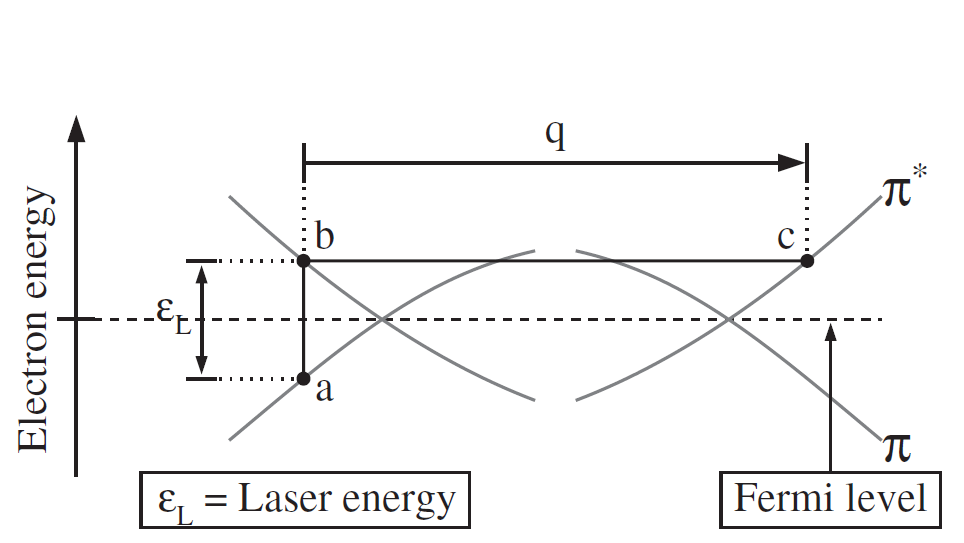 q
π*
b
c
Electron energy
εL
a
π
εL = Laser energy
Fermi level